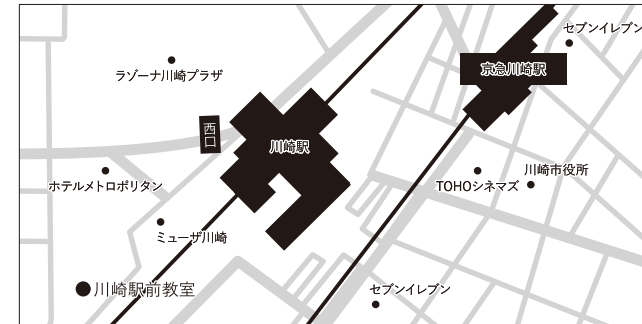 セブンイレブン
京急川崎駅
ラゾーナ川崎プラザ
西口
川崎駅
川崎市役所
ホテルメトロポリタン
TOHOシネマズ
ミューザ川崎
川崎駅前教室
セブンイレブン